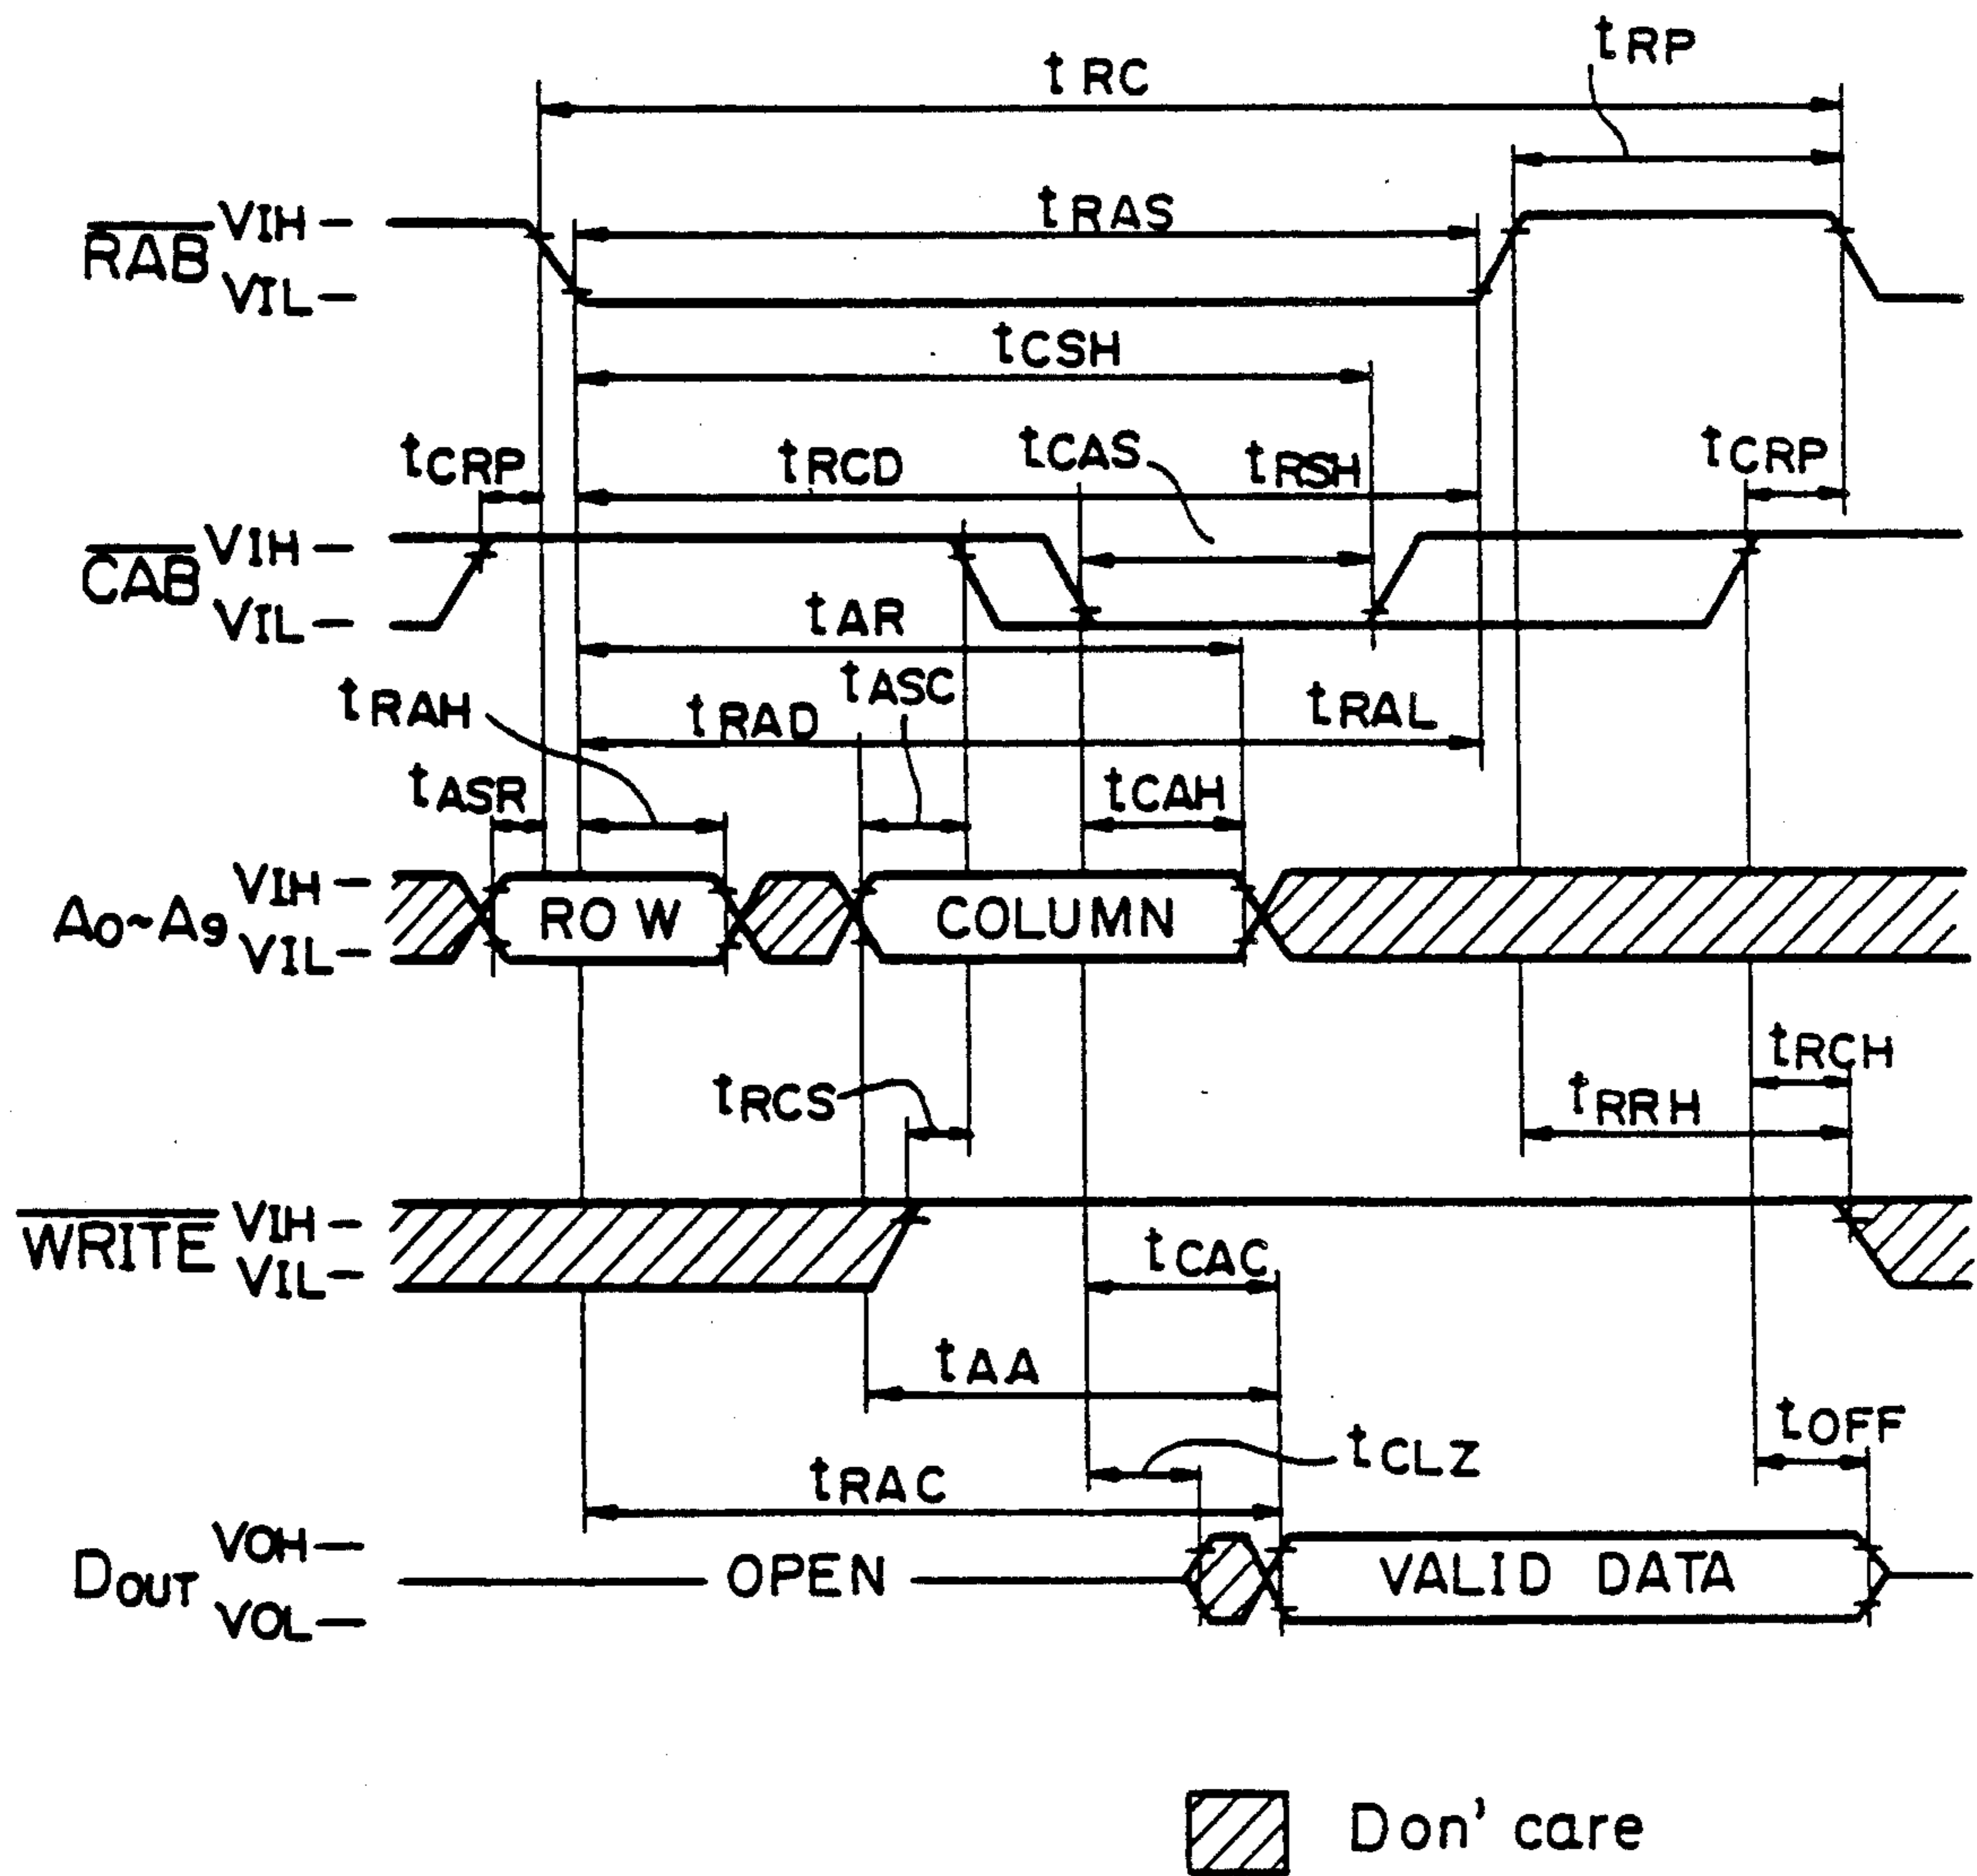 tRP
tRC
RAB VIH
VIL
tRAS
tCSH
tCRP tRCD tCAS tRSH tCRP
CAB VIH
VIL
tAR
tRAH tRAD tASC tRAL
tASR tCAH
A0~A9 VIH
VIL
ROW COLUMN
tRCS tRRH tRCH
WRITE VIH
VIL
tCAC
tAA
tRAC tCLZ tOFF
DOUT VOH
VOL
OPEN VALID DATA
Don' care